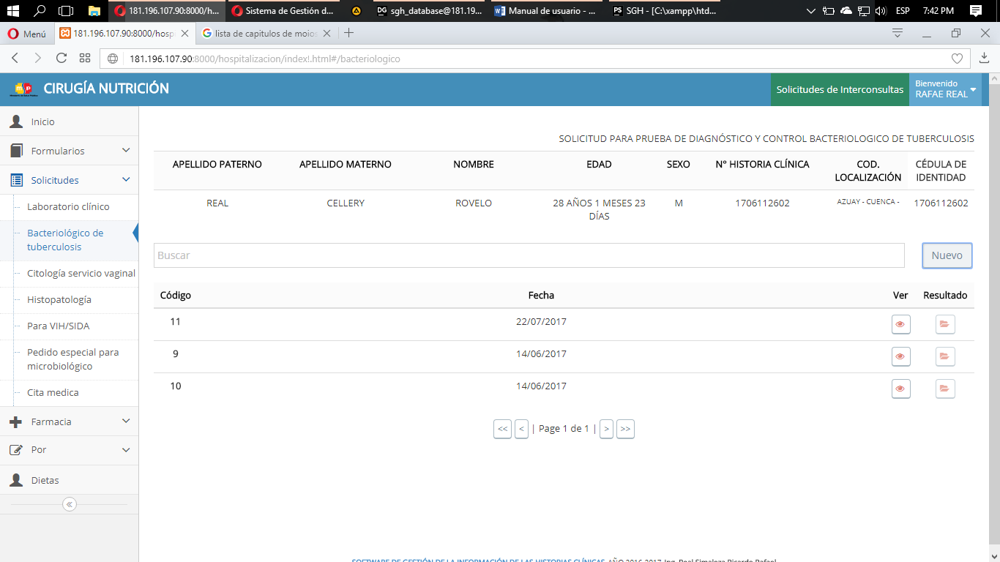 181.196.107.90:8000/h...
Sistema de Gestión d...
sgh_database@181.19...
Manual de usuario - ...
SGH - [C:\xampp\htd...
ESP
7:42 PM
Menú
181.196.107.90:8000/hosp
lista de capitulos de moios
181.196.107.90:8000/hospitalizacion/index!.html#/bacteriologico
CIRUGÍA NUTRICIÓN
Solicitudes de Interconsultas
Bienvenido
RAFAE REAL
Inicio
Formularios
Solicitudes
Laboratorio clínico
Bacteriológico de
tuberculosis
Citología servicio vaginal
Histopatología
Para VIH/SIDA
Pedido especial para
microbiológico
Cita medica
Farmacia
Por
Dietas
SOLICITUD PARA PRUEBA DE DIAGNÓSTICO Y CONTROL BACTERIOLOGICO DE TUBERCULOSIS
APELLIDO PATERNO APELLIDO MATERNO NOMBRE EDAD SEXO N° HISTORIA CLÍNICA COD. LOCALIZACIÓN CÉDULA DE IDENTIDAD
REAL CELLERY ROVELO 28 AÑOS 1 MESES 23 DÍAS M 1706112602 AZUAY - CUENCA - 1706112602
Buscar Nuevo
Código Fecha Ver Resultado
11 22/07/2017
9 14/06/2017
10 14/06/2017
<< < | Page 1 de 1 | > >>
SOFTWARE DE GESTIÓN DE LA INFORMACIÓN DE LAS HISTORIAS CLÍNICAS. AÑO 2016-2017. Ing. Real Simaleza Ricardo Rafael